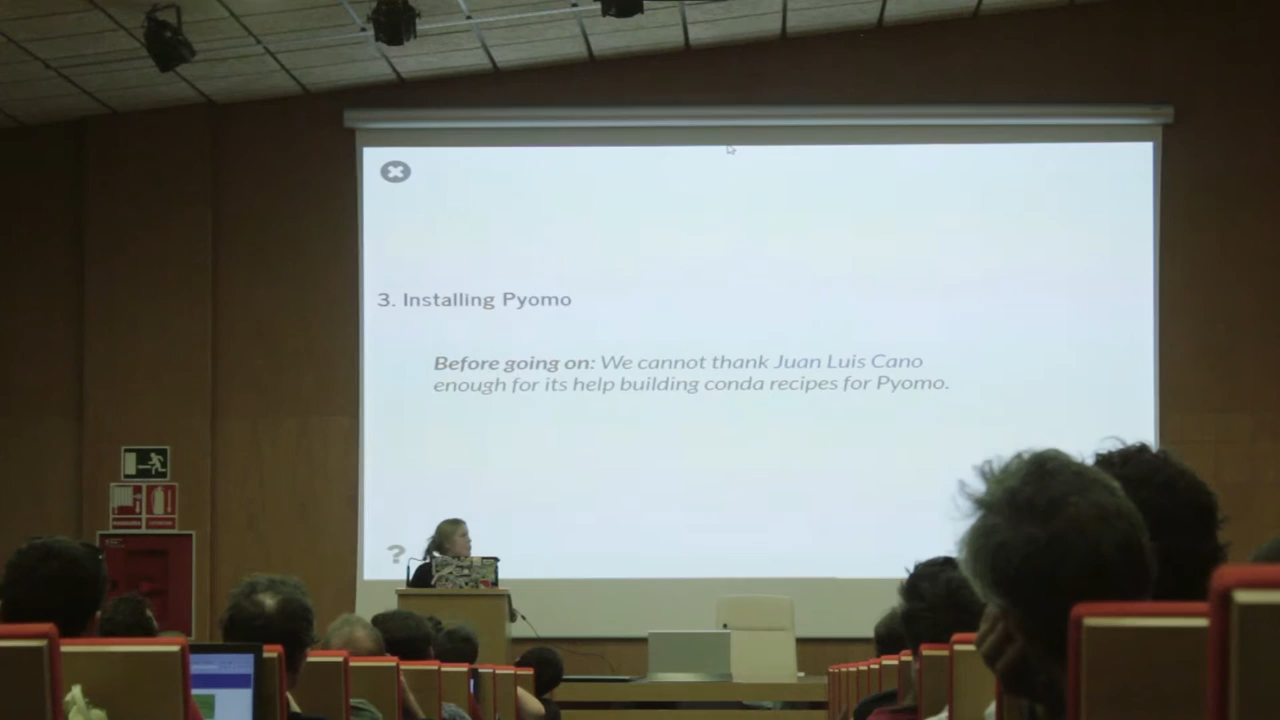 3. Installing Pyomo
Before going on: We cannot thank Juan Luis Cano
enough for its help building conda recipes for Pyomo.
?